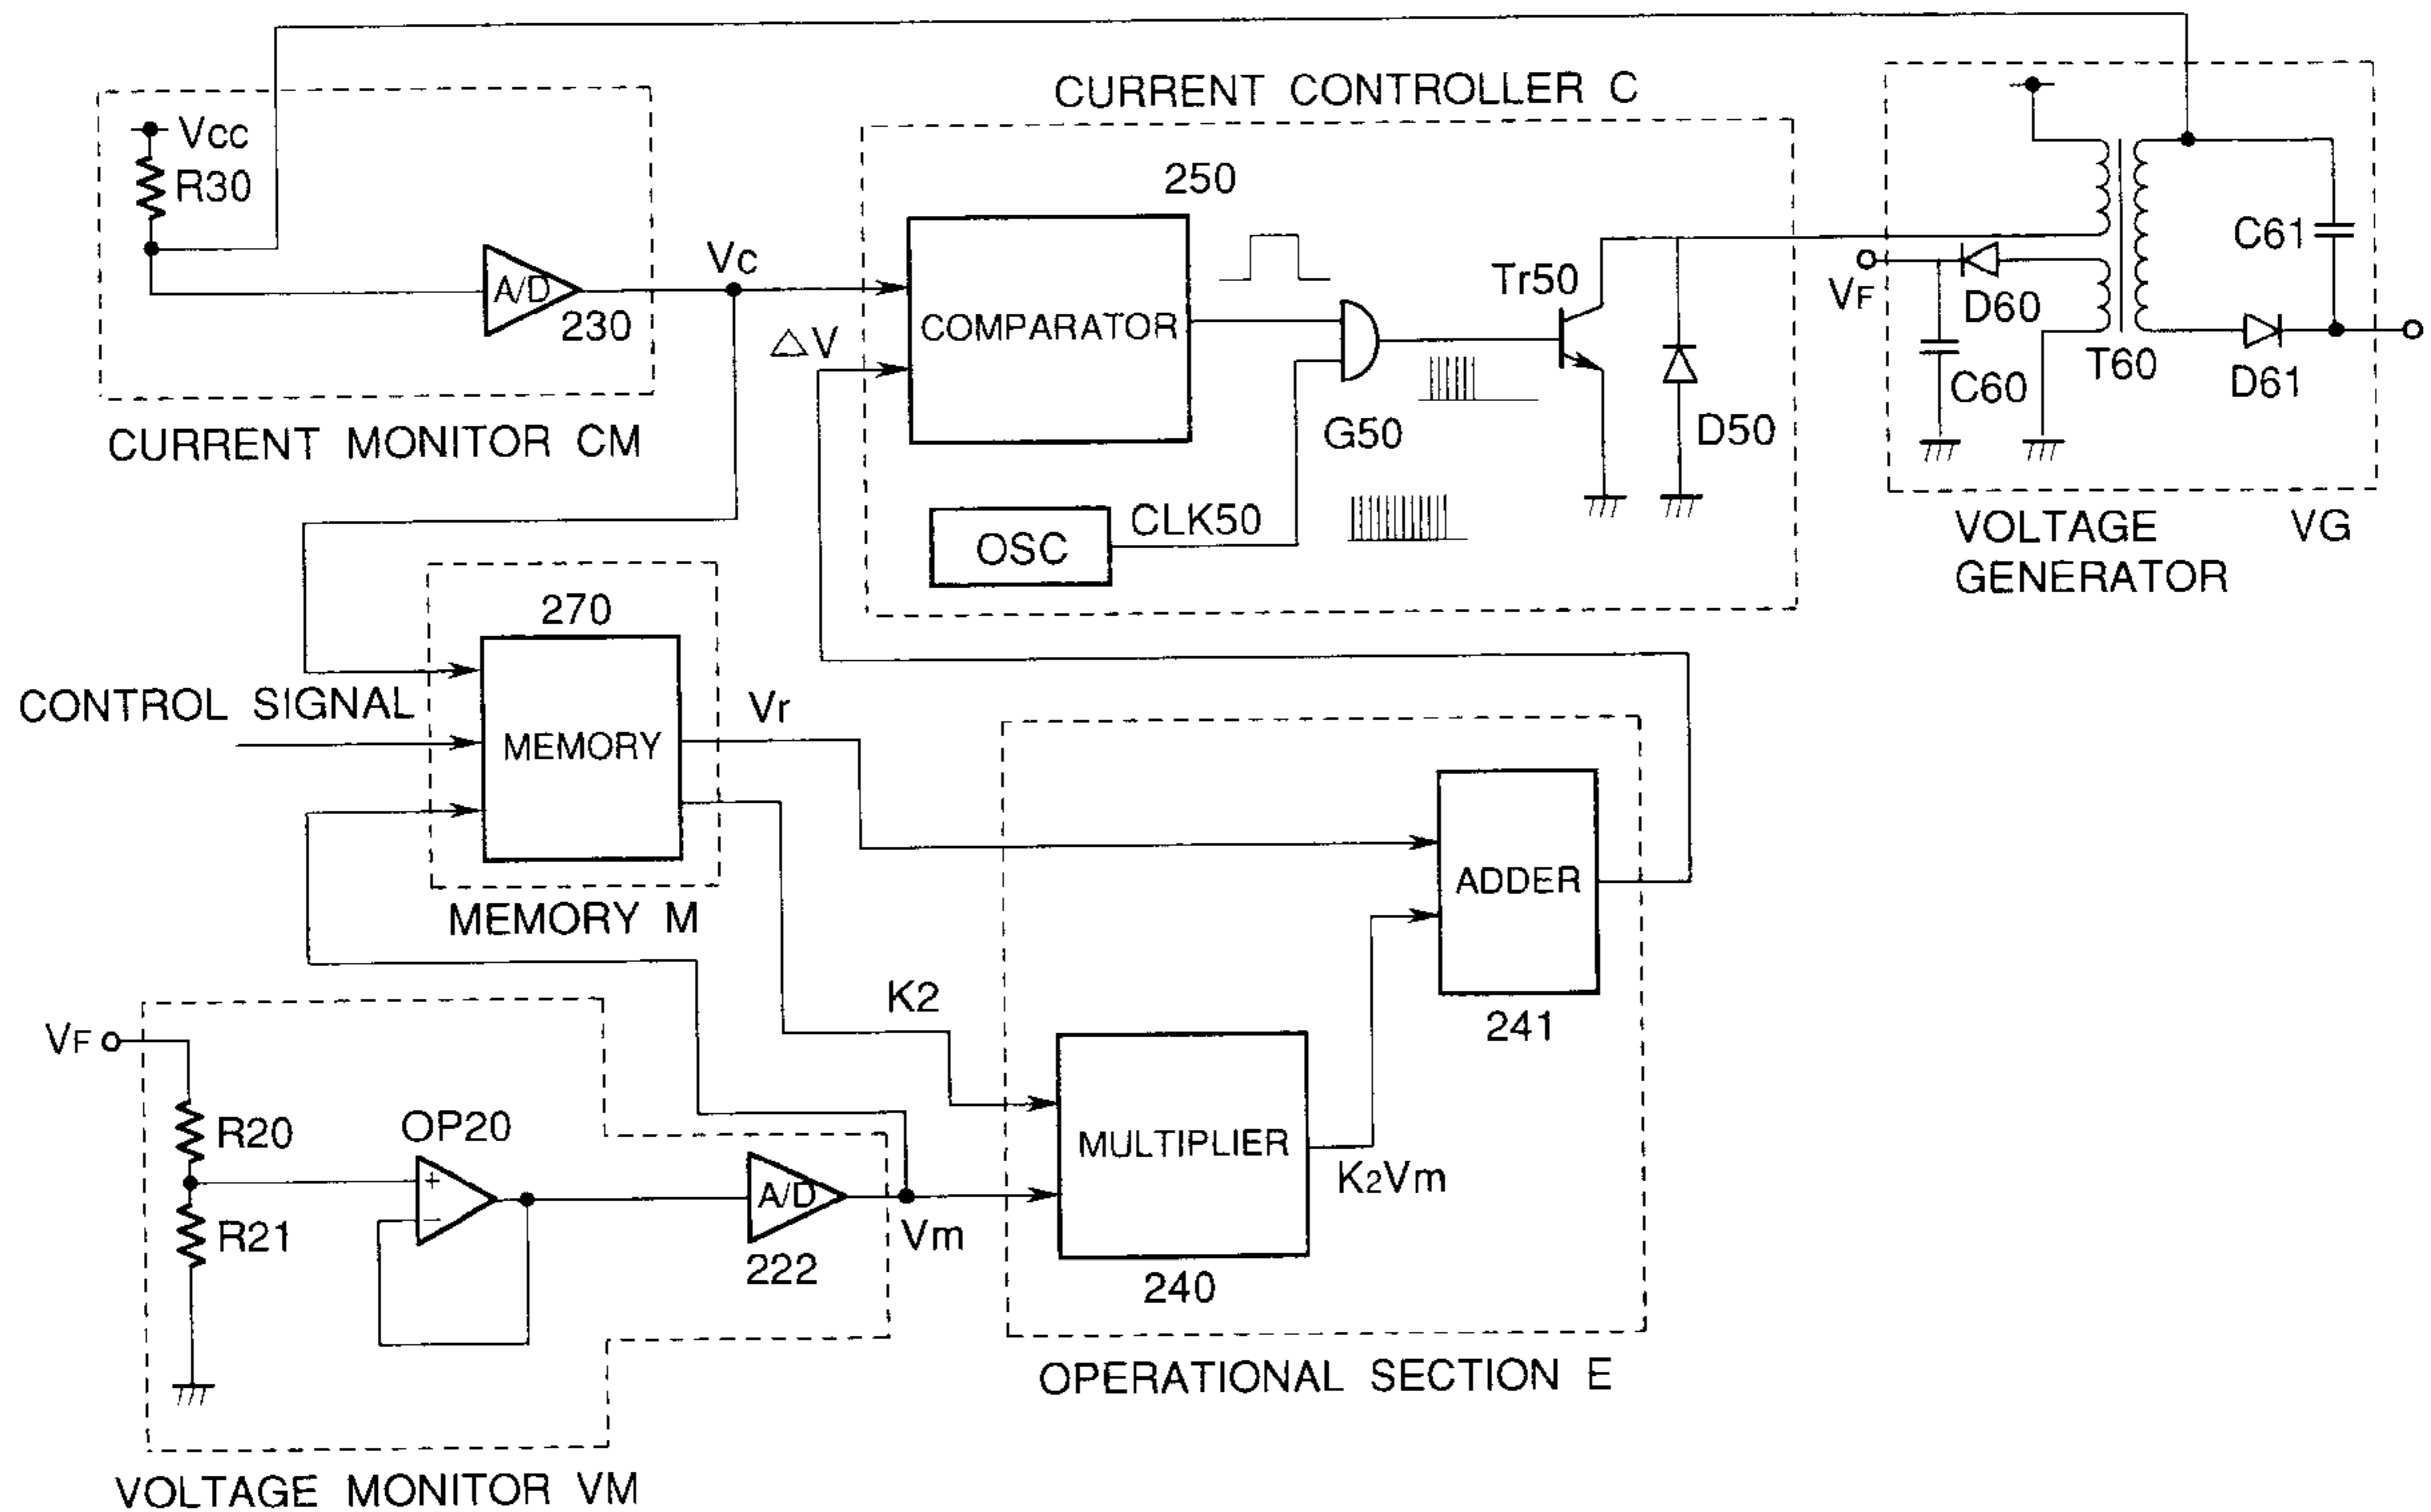 CURRENT CONTROLLER C
Vcc
R30
A/D
230
CURRENT MONITOR CM
Vc
△V
250
COMPARATOR
OSC
CLK50
G50
Tr50
D50
VF
D60
C60
T60
C61
D61
VOLTAGE VG
GENERATOR
270
MEMORY
CONTROL SIGNAL
MEMORY M
Vr
K2
ADDER
241
MULTIPLIER
240
K2Vm
OPERATIONAL SECTION E
VF
R20
R21
OP20
+
−
A/D
222
Vm
VOLTAGE MONITOR VM